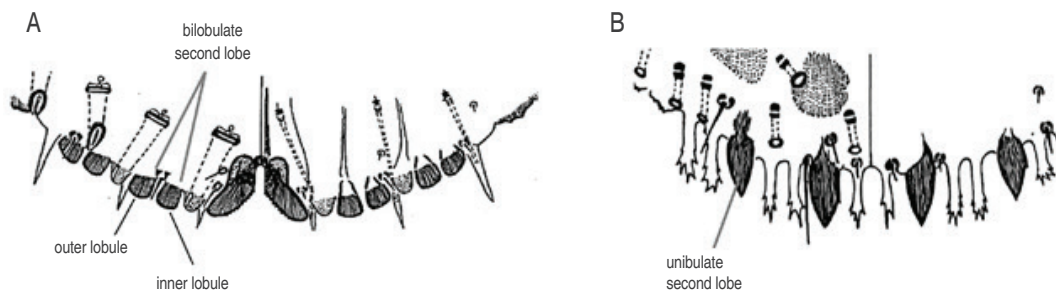 A
bilobulate
second lobe
outer lobule
inner lobule
B
unibulate
second lobe